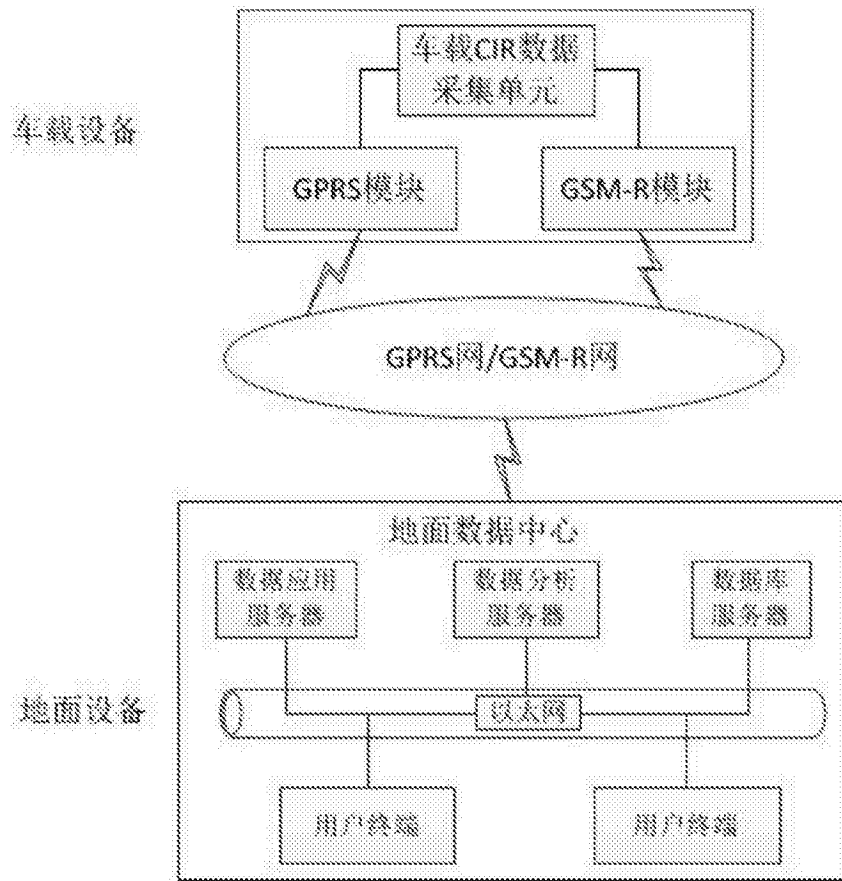 车载CIR数据
采集单元
车载设备
GPRS模块
GSM-R模块
GPRS网/GSM-R网
地面数据中心
数据应用
服务器
数据分析
服务器
数据库
服务器
地面设备
以太网
用户终端
用户终端